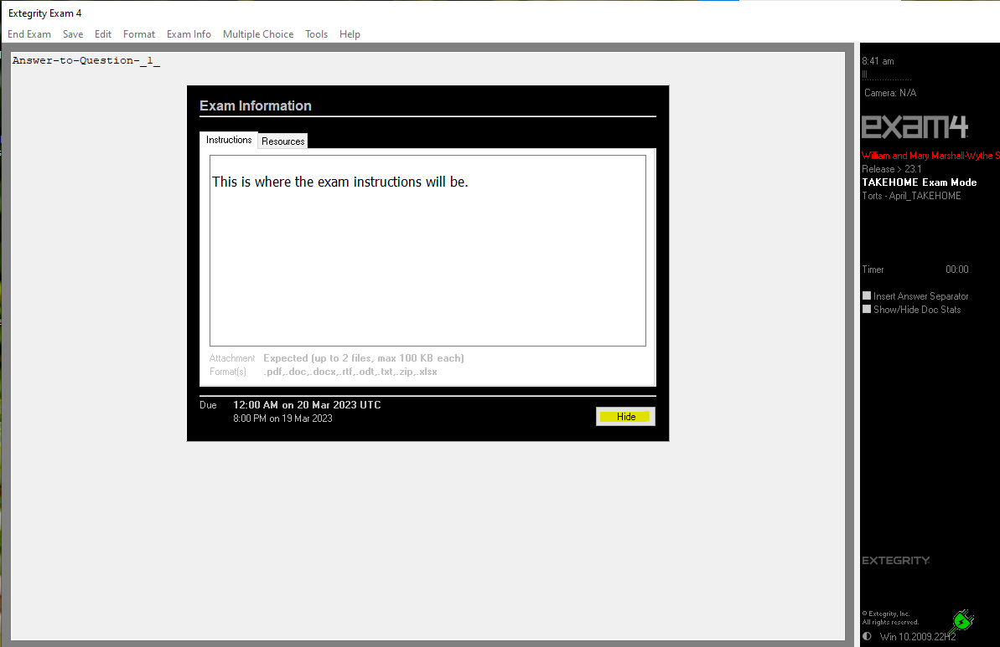 Extegrity Exam 4
End Exam Save Edit Format Exam Info Multiple Choice Tools Help
Answer-to-Question-_1_
Exam Information
Instructions Resources
This is where the exam instructions will be.
Attachment Expected (up to 2 files, max 100 KB each)
Format(s) .pdf,.doc,.docx,.rtf,.odt,.txt,.zip,.xlsx
Due 12:00 AM on 20 Mar 2023 UTC
8:00 PM on 19 Mar 2023
Hide
8:41 am
Camera: N/A
exam4
William and Mary Marshall-Wythe S
Release > 23.1
TAKEHOME Exam Mode
Torts - April_TAKEHOME
Timer 00:00
Insert Answer Separator
Show/Hide Doc Stats
EXTEGRITY
© Extegrity, Inc.
All rights reserved.
Win 10.2009.22H2